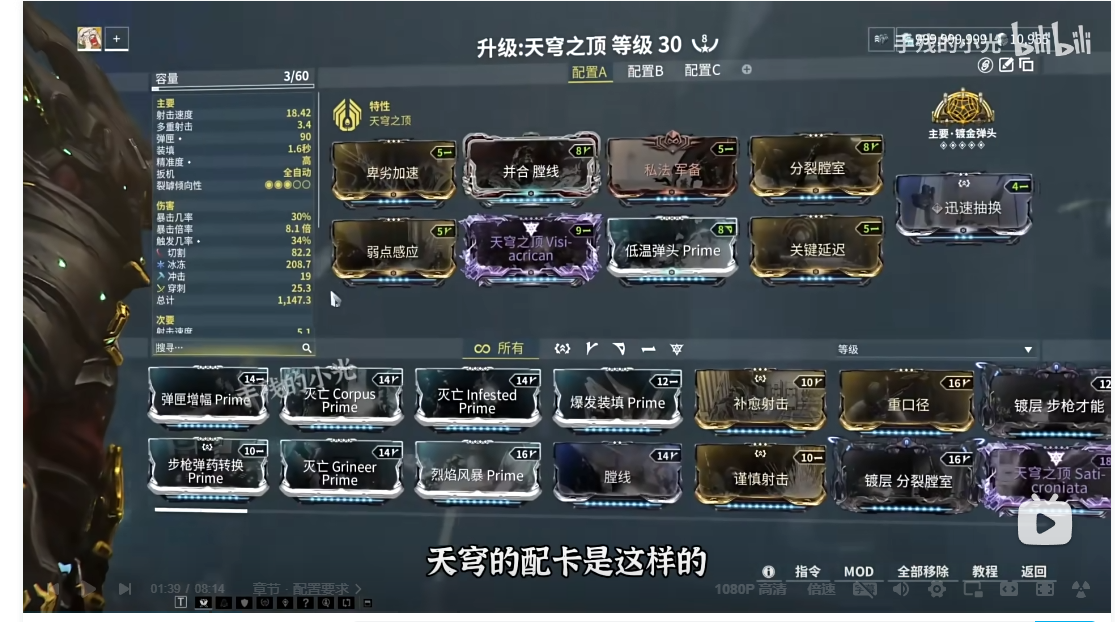 升级:天穹之顶 等级 30
8
999,999,999
10,955
手残的小光
bilibili
容量 3/60
配置A 配置B 配置C
主要
射击速度 18.42
多重射击 3.4
弹匣 • 90
装填 1.6秒
精准度 • 高
扳机 全自动
裂罅倾向性
伤害
暴击几率 30%
暴击倍率 8.1 倍
触发几率 • 34%
切割 82.2
冰冻 208.7
冲击 19
穿刺 25.3
总计 1,147.3
次要
射击速度 5.1
搜寻…
特性
天穹之顶
主要·镀金弹头
卑劣加速 5
并合 膛线 8
私法 军备 5
分裂膛室 8
迅速抽换 4
弱点感应 5
天穹之顶 Visi-
acrican 9
低温弹头 Prime 8
关键延迟 5
∞ 所有
等级
弹匣增幅 Prime 14
灭亡 Corpus
Prime 14
灭亡 Infested
Prime 14
爆发装填 Prime 12
补愈射击 10
重口径 16
镀层 步枪才能 12
手残的小光
步枪弹药转换
Prime 10
灭亡 Grineer
Prime 14
烈焰风暴 Prime 16
膛线 14
谨慎射击 10
镀层 分裂膛室 16
天穹之顶 Sati-
croniata 18
天穹的配卡是这样的
指令 MOD 全部移除 教程 返回
01:39 / 08:14 章节 · 配置要求 >
1080P 高清 倍速